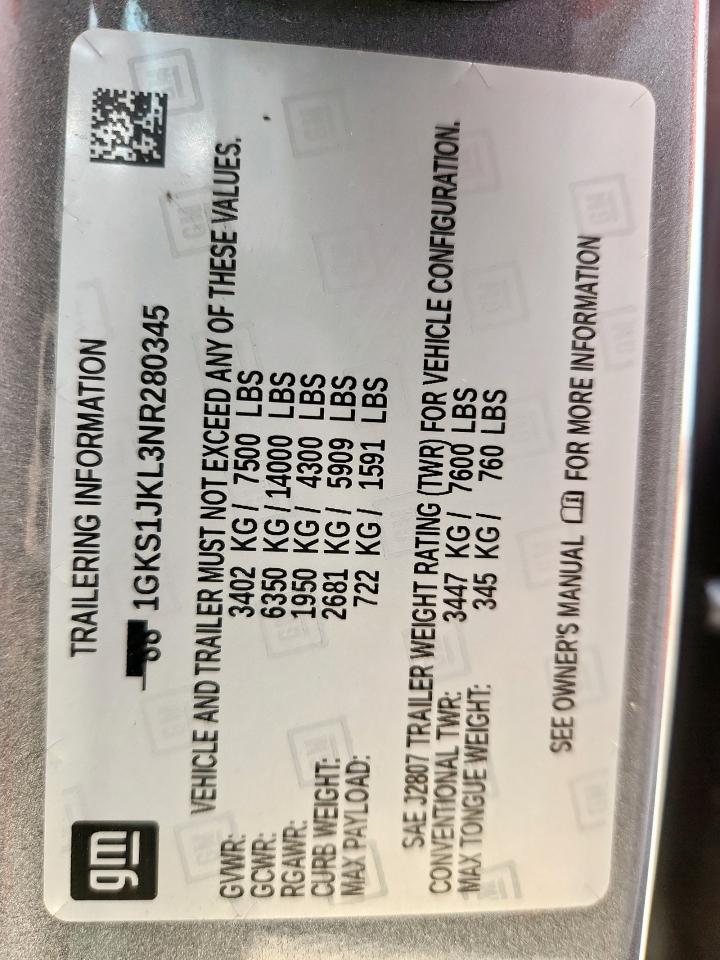 gm
TRAILERING INFORMATION
1GKS1JKL3NR280345
VEHICLE AND TRAILER MUST NOT EXCEED ANY OF THESE VALUES.
GVWR: 3402 KG / 7500 LBS
GCWR: 6350 KG / 14000 LBS
RGAWR: 1950 KG / 4300 LBS
CURB WEIGHT: 2681 KG / 5909 LBS
MAX PAYLOAD: 722 KG / 1591 LBS
SAE J2807 TRAILER WEIGHT RATING (TWR) FOR VEHICLE CONFIGURATION.
CONVENTIONAL TWR: 3447 KG / 7600 LBS
MAX TONGUE WEIGHT: 345 KG / 760 LBS
SEE OWNER'S MANUAL FOR MORE INFORMATION